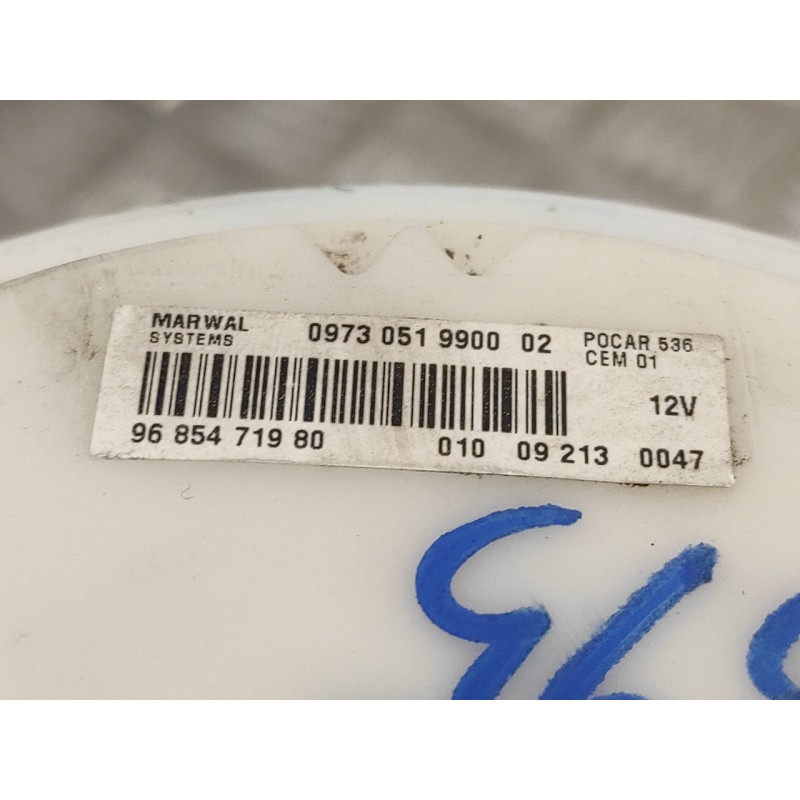 MARWAL SYSTEMS 0973 051 9900 02 POCAR 536
CEM 01
12V
96 854 719 80 010 09 213 0047